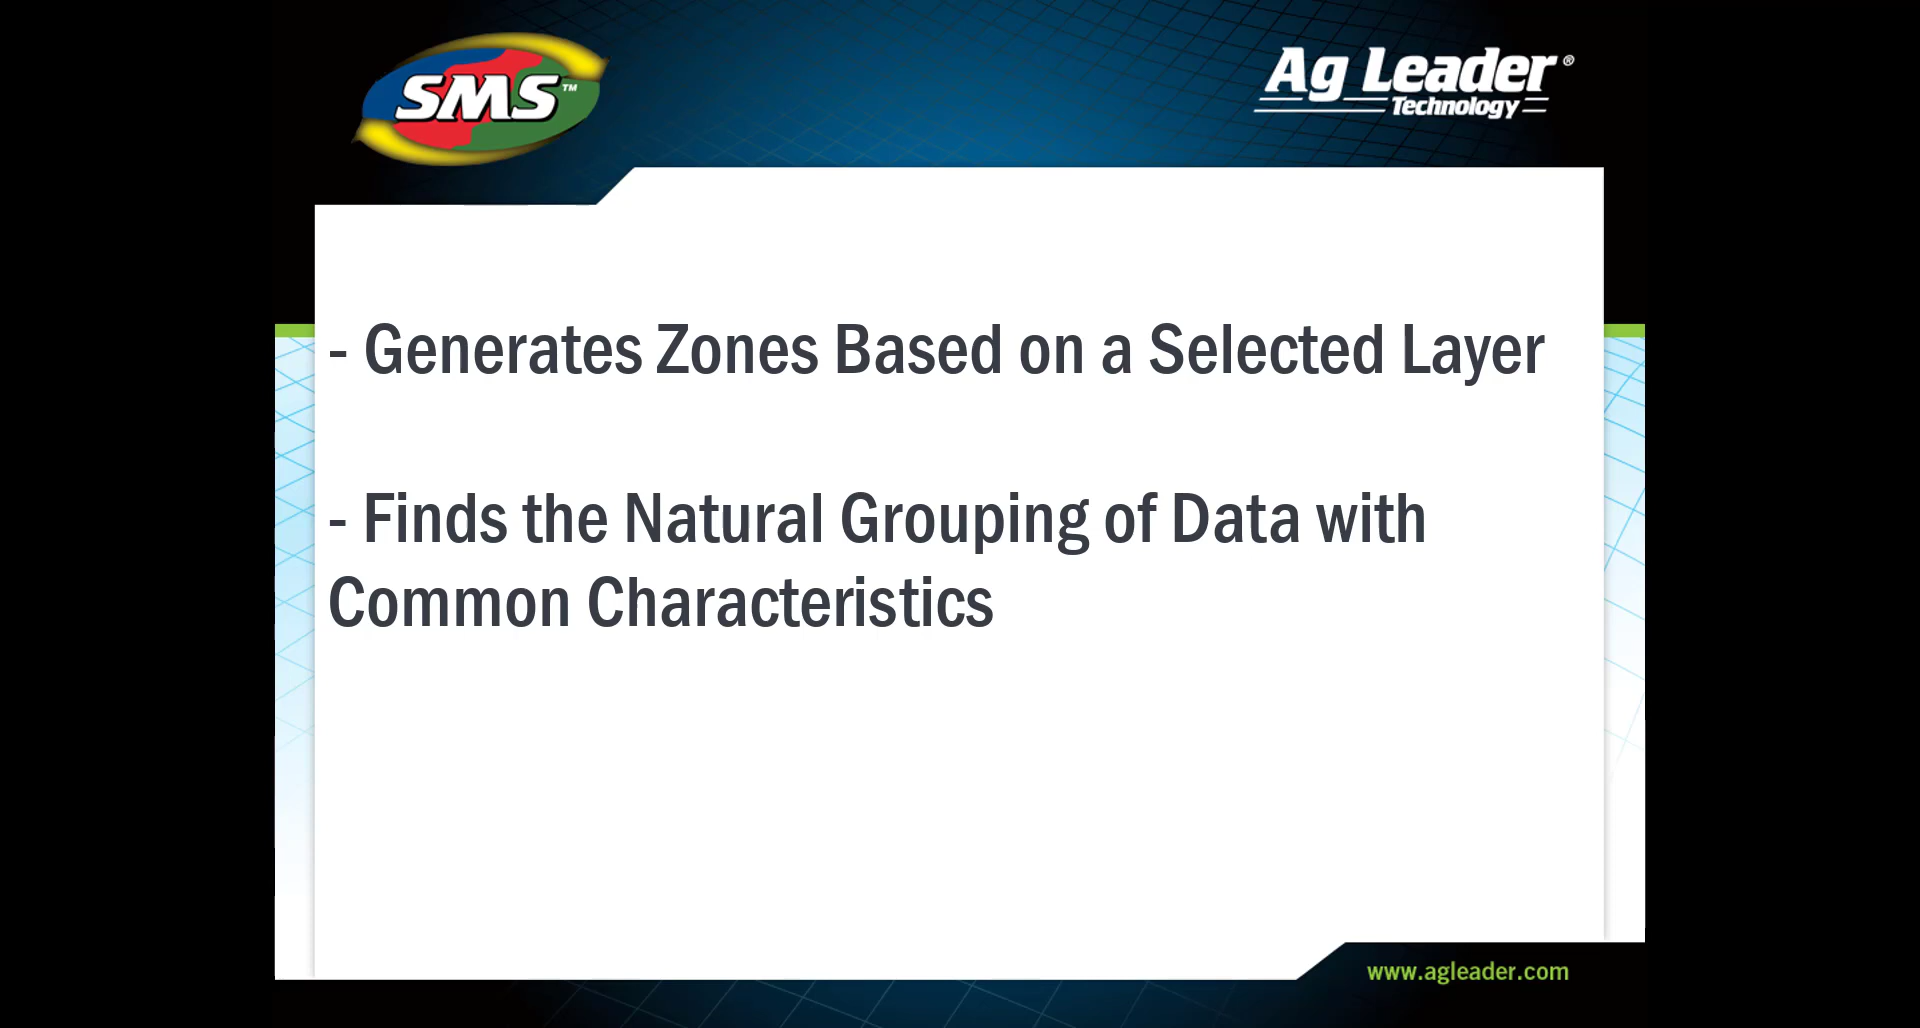 SMS™
Ag Leader®
Technology
- Generates Zones Based on a Selected Layer
- Finds the Natural Grouping of Data with
Common Characteristics
www.agleader.com